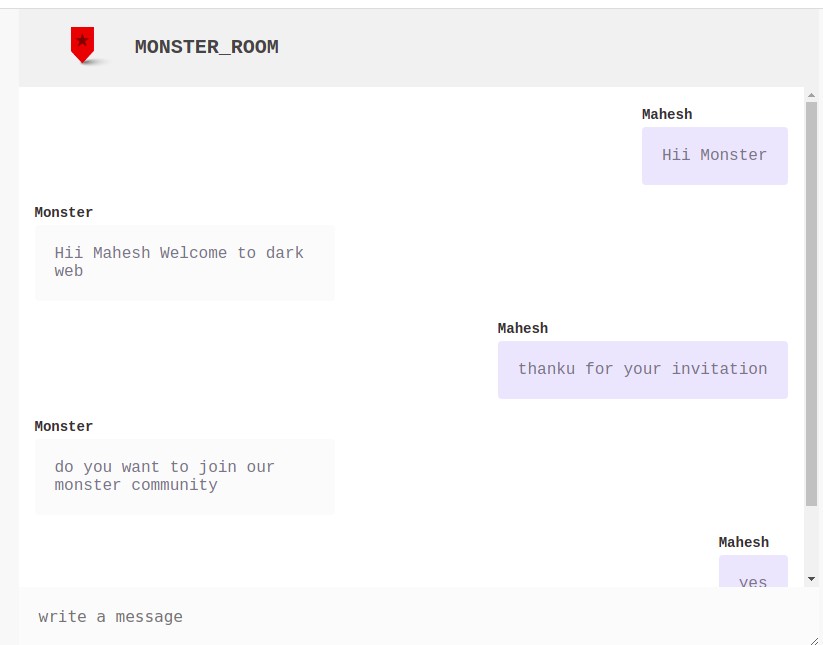 MONSTER_ROOM
Mahesh
Hii Monster
Monster
Hii Mahesh Welcome to dark
web
Mahesh
thanku for your invitation
Monster
do you want to join our
monster community
Mahesh
yes
write a message